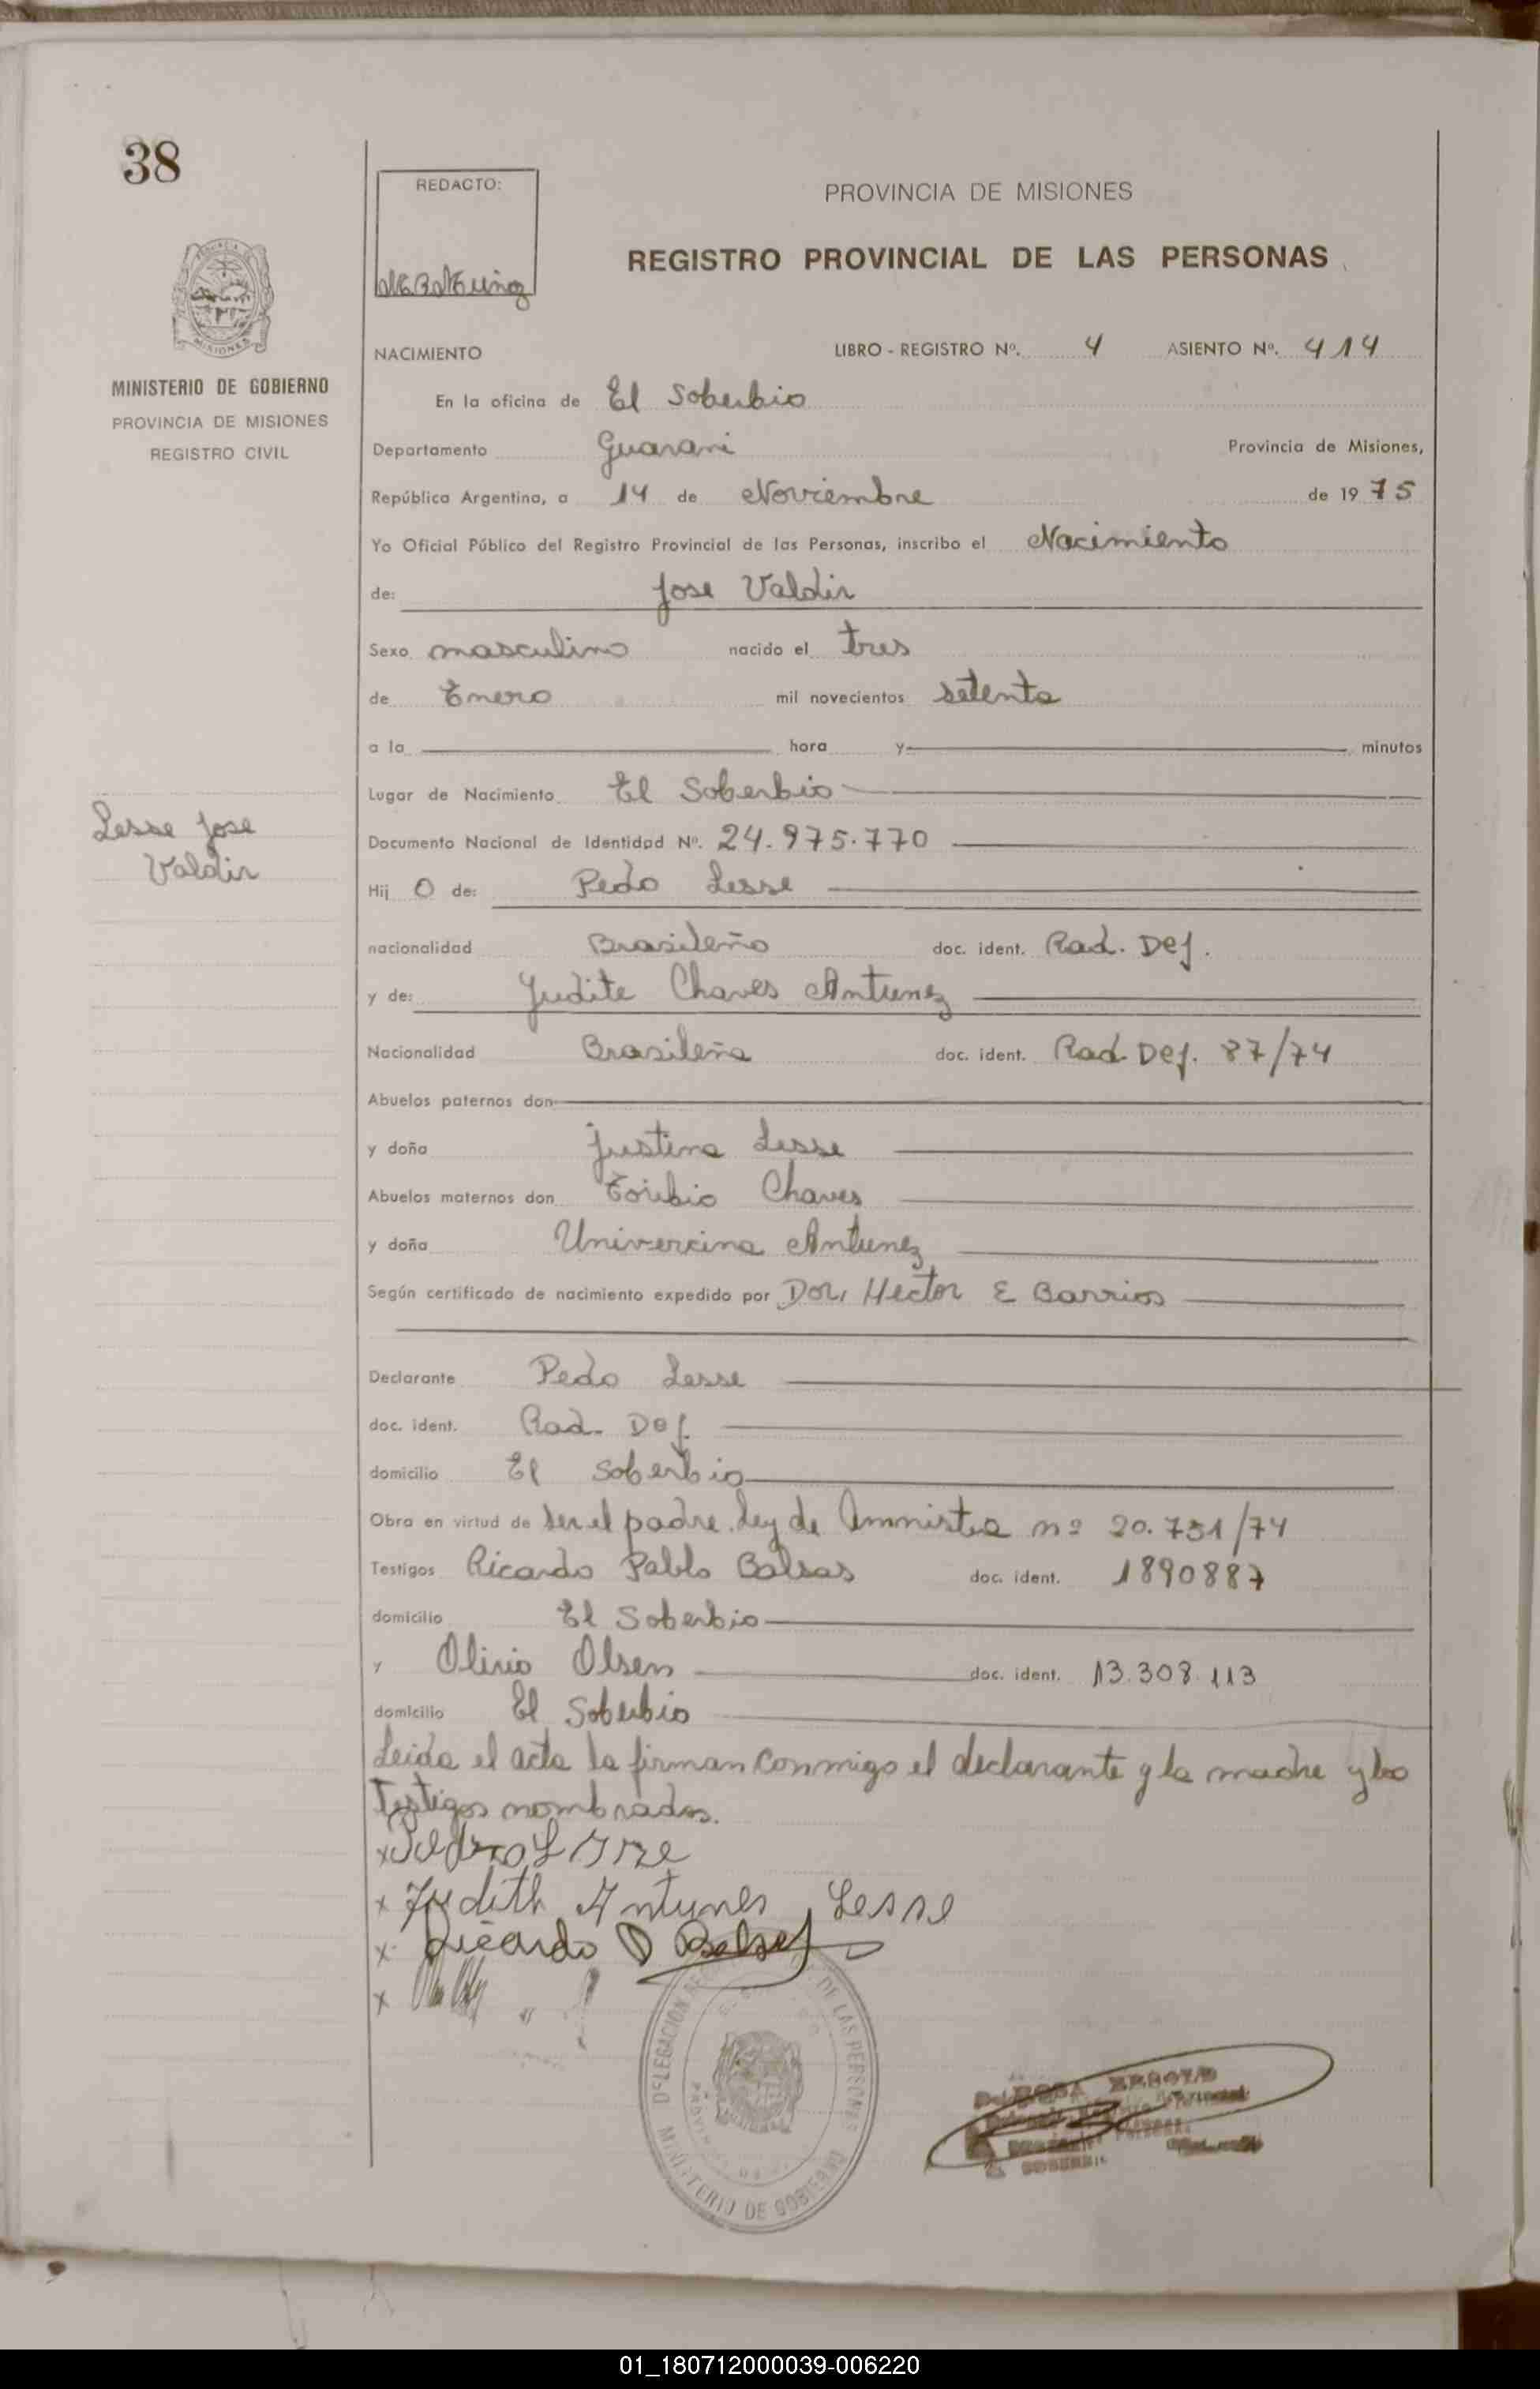 38
REDACTO:
PROVINCIA DE MISIONES
REGISTRO PROVINCIAL DE LAS PERSONAS
MISIONES
MINISTERIO DE GOBIERNO
PROVINCIA DE MISIONES
REGISTRO CIVIL
NACIMIENTO LIBRO - REGISTRO Nº. 4 ASIENTO Nº. 414
En la oficina de El Soberbio
Departamento Guarani Provincia de Misiones,
República Argentina, a 14 de Noviembre de 1975
Yo Oficial Público del Registro Provincial de las Personas, inscribo el Nacimiento
de: Jose Valdir
Sexo masculino nacido el tres
de Enero mil novecientos setenta
a la hora y minutos
Lugar de Nacimiento El Soberbio
Lesse Jose
Valdir
Documento Nacional de Identidad Nº. 24.975.770
Hij O de: Pedo Lesse
nacionalidad Brasileño doc. ident. Rad. Def.
y de: Judite Chaves Antunez
Nacionalidad Brasileña doc. ident. Rad Def. 87/74
Abuelos paternos don
y doña Justina Lesse
Abuelos maternos don Toribio Chaves
y doña Univercina Antunez
Según certificado de nacimiento expedido por Dor, Hector E Barrios
Declarante Pedo Lesse
doc. ident. Rad. Def.
domicilio El Soberbio
Obra en virtud de ser el padre. Ley de Amnistia nº 20.751/74
Testigos Ricardo Pablo Balsas doc. ident. 1890887
domicilio El Soberbio
y Olirio Olsen doc. ident. 13.308.113
domicilio El Soberbio
Leida el acta la firman conmigo el declarante y la madre y los
Testigos nombrados.
x
x Judith Antunes Lesse
x Ricardo
x
DELEGACION DE LAS PERSONAS
MINISTERIO DE GOBIERNO
01_180712000039-006220